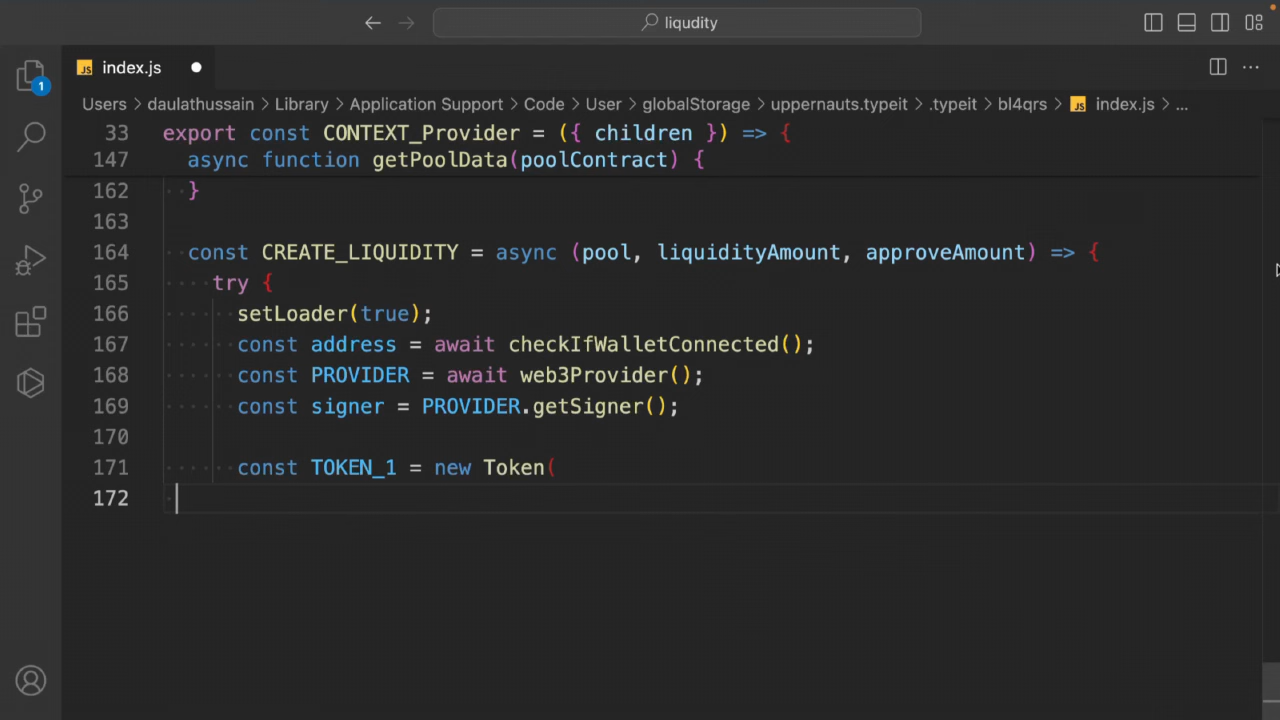 liqudity
JS index.js
Users > daulathussain > Library > Application Support > Code > User > globalStorage > uppernauts.typeit > .typeit > bl4qrs > JS index.js > ...
33 export const CONTEXT_Provider = ({ children }) => {
147 async function getPoolData(poolContract) {
162 }
163
164 const CREATE_LIQUIDITY = async (pool, liquidityAmount, approveAmount) => {
165 try {
166 setLoader(true);
167 const address = await checkIfWalletConnected();
168 const PROVIDER = await web3Provider();
169 const signer = PROVIDER.getSigner();
170
171 const TOKEN_1 = new Token(
172
1